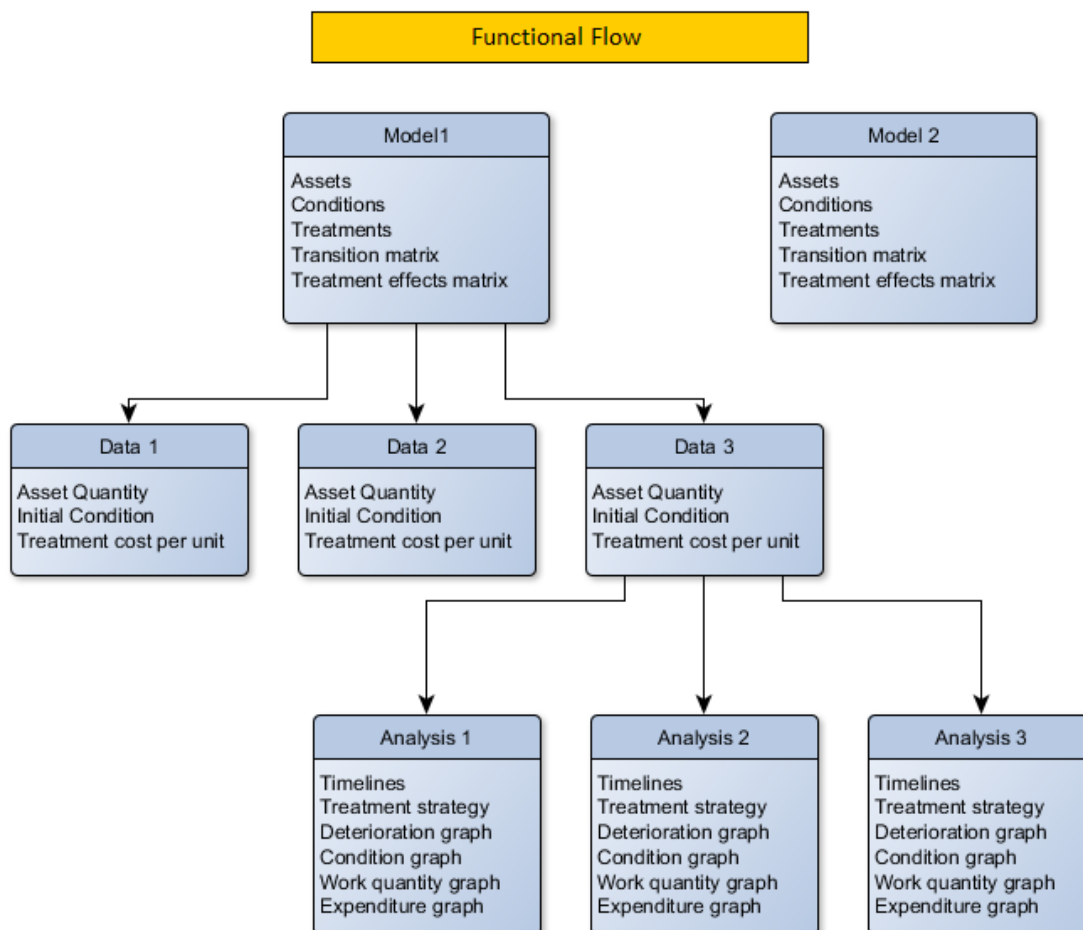 Functional Flow
Model1
Assets
Conditions
Treatments
Transition matrix
Treatment effects matrix
Model 2
Assets
Conditions
Treatments
Transition matrix
Treatment effects matrix
Data 1
Asset Quantity
Initial Condition
Treatment cost per unit
Data 2
Asset Quantity
Initial Condition
Treatment cost per unit
Data 3
Asset Quantity
Initial Condition
Treatment cost per unit
Analysis 1
Timelines
Treatment strategy
Deterioration graph
Condition graph
Work quantity graph
Expenditure graph
Analysis 2
Timelines
Treatment strategy
Deterioration graph
Condition graph
Work quantity graph
Expenditure graph
Analysis 3
Timelines
Treatment strategy
Deterioration graph
Condition graph
Work quantity graph
Expenditure graph